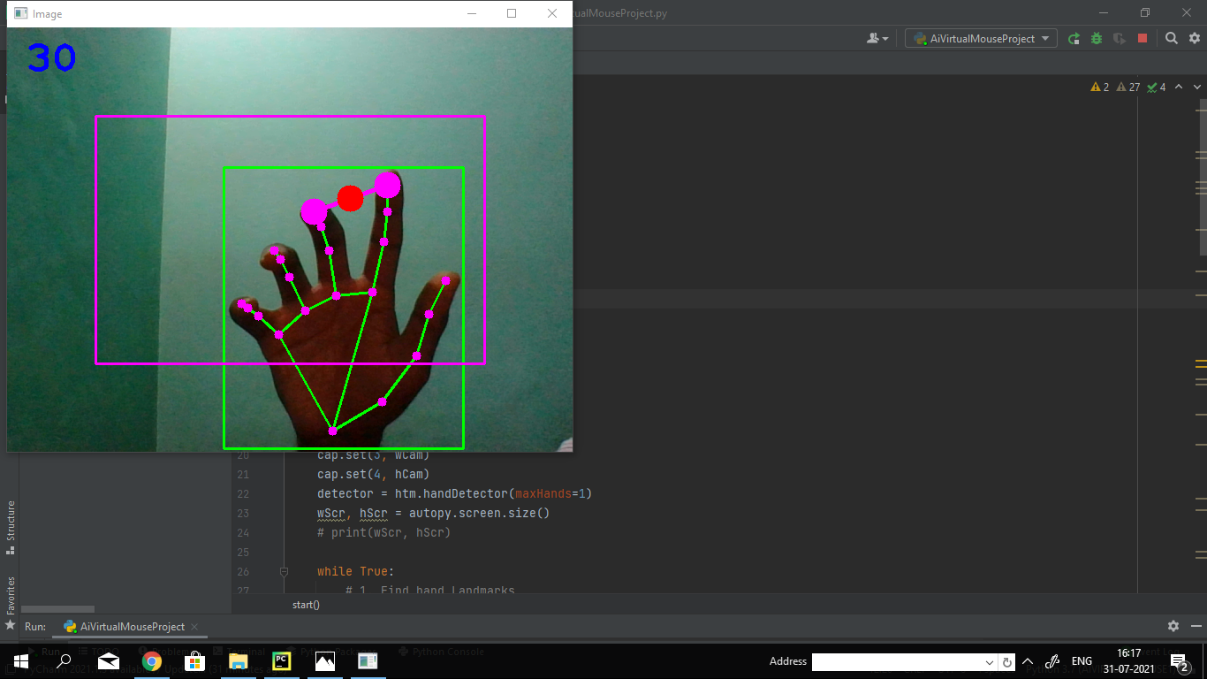 Image
tualMouseProject.py
30
AiVirtualMouseProject
2 27 4
20 cap.set(3, wCam)
21 cap.set(4, hCam)
22 detector = htm.handDetector(maxHands=1)
23 wScr, hScr = autopy.screen.size()
24 # print(wScr, hScr)
25
26 while True:
27 # 1. Find hand Landmarks
start()
Structure
Favorites
Run: AiVirtualMouseProject
Run
Python Console
Address
ENG
16:17
31-07-2021
2
PC